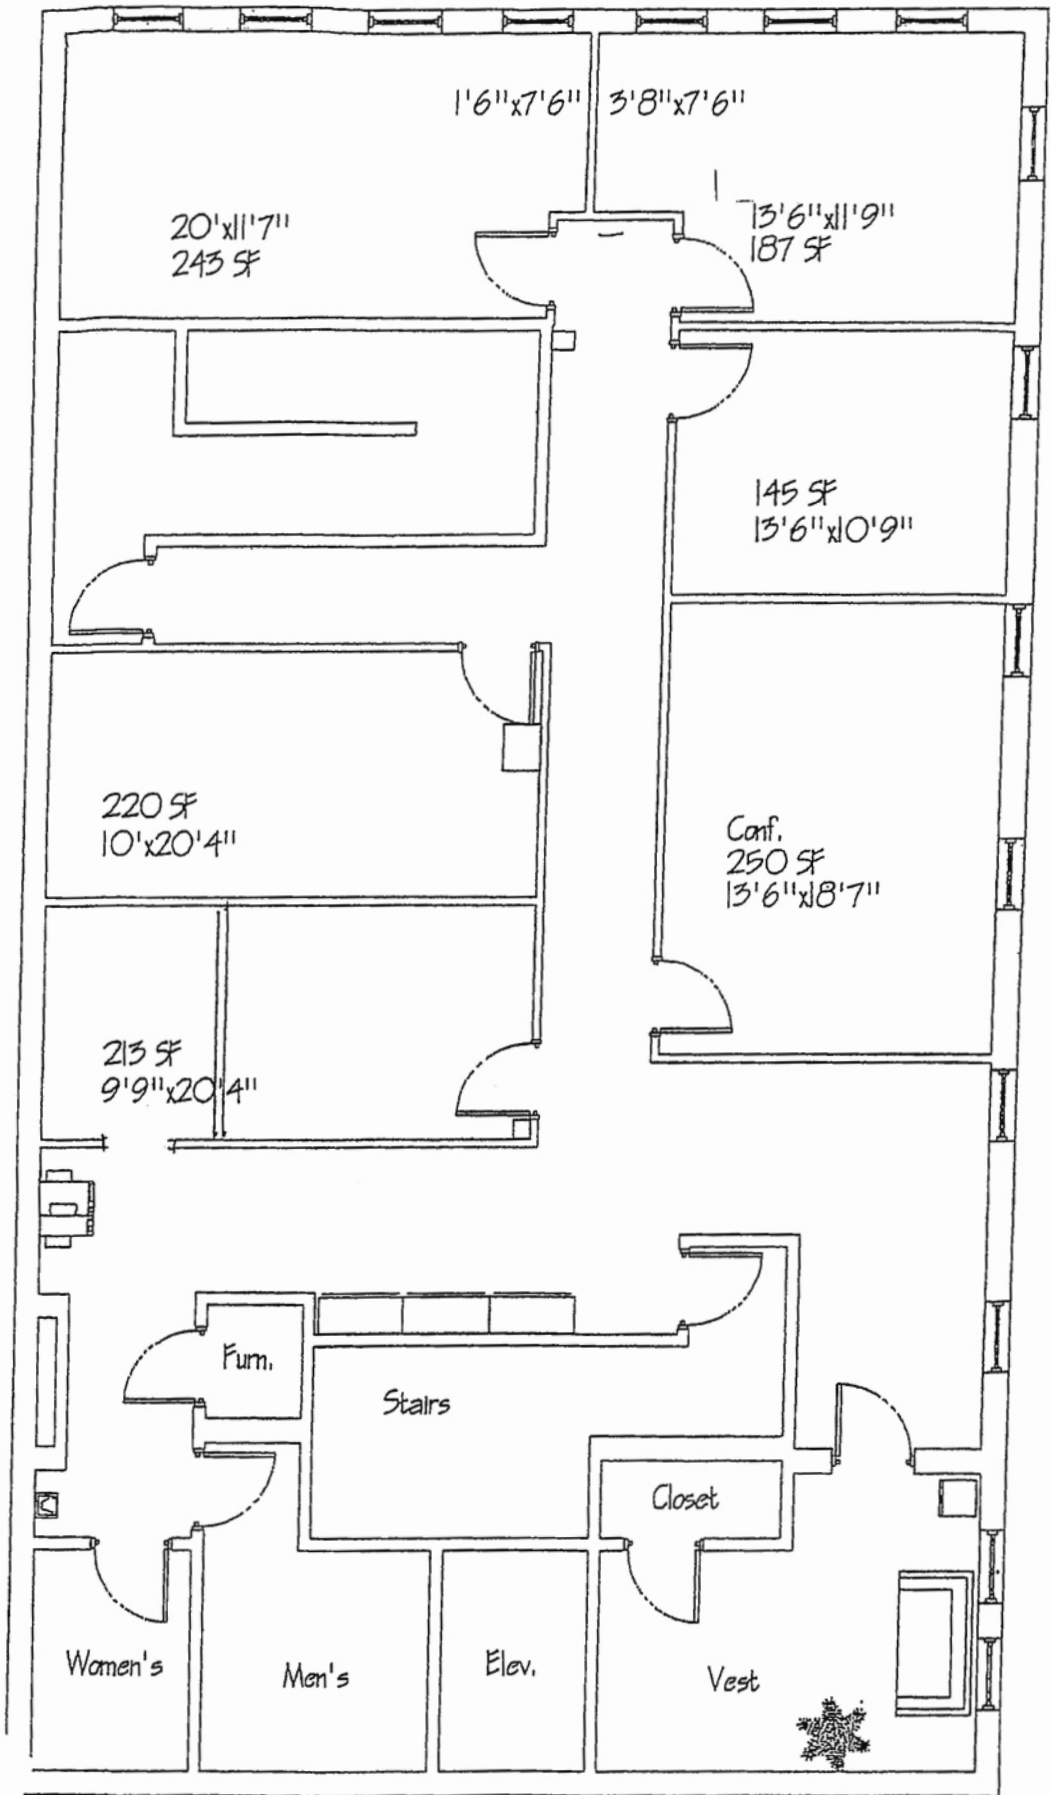 1'6"x7'6"
3'8"x7'6"
20'x11'7"
243 SF
13'6"x11'9"
187 SF
145 SF
13'6"x10'9"
220 SF
10'x20'4"
Conf.
250 SF
13'6"x18'7"
213 SF
9'9"x20'4"
Furn.
Stairs
Closet
Women's
Men's
Elev.
Vest